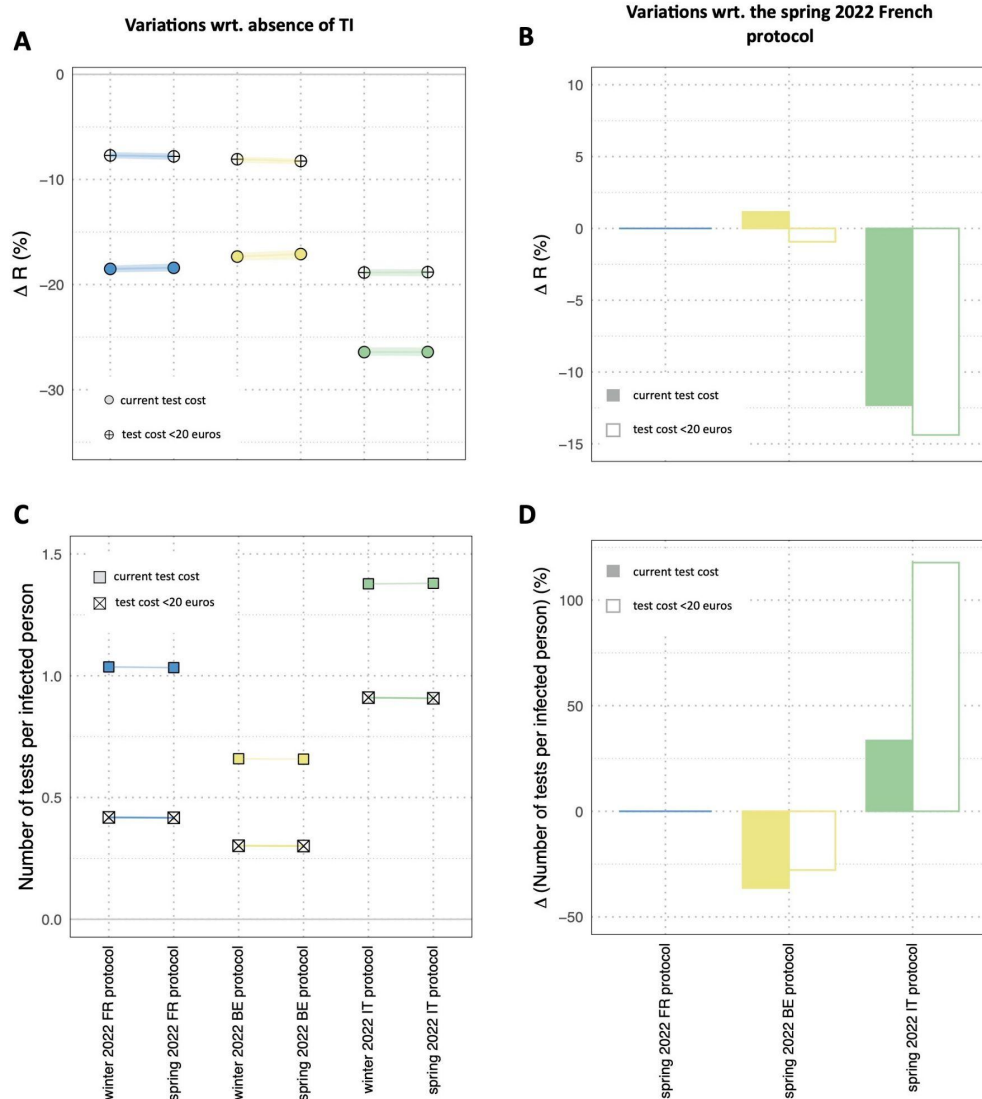 Variations wrt. absence of TI
Variations wrt. the spring 2022 French
protocol
A
0
−10
−20
−30
Δ R (%)
current test cost
test cost <20 euros
B
10
5
0
−5
−10
−15
Δ R (%)
current test cost
test cost <20 euros
C
1.5
1.0
0.5
0.0
Number of tests per infected person
current test cost
test cost <20 euros
winter 2022 FR protocol
spring 2022 FR protocol
winter 2022 BE protocol
spring 2022 BE protocol
winter 2022 IT protocol
spring 2022 IT protocol
D
100
50
0
−50
Δ (Number of tests per infected person) (%)
current test cost
test cost <20 euros
spring 2022 FR protocol
spring 2022 BE protocol
spring 2022 IT protocol